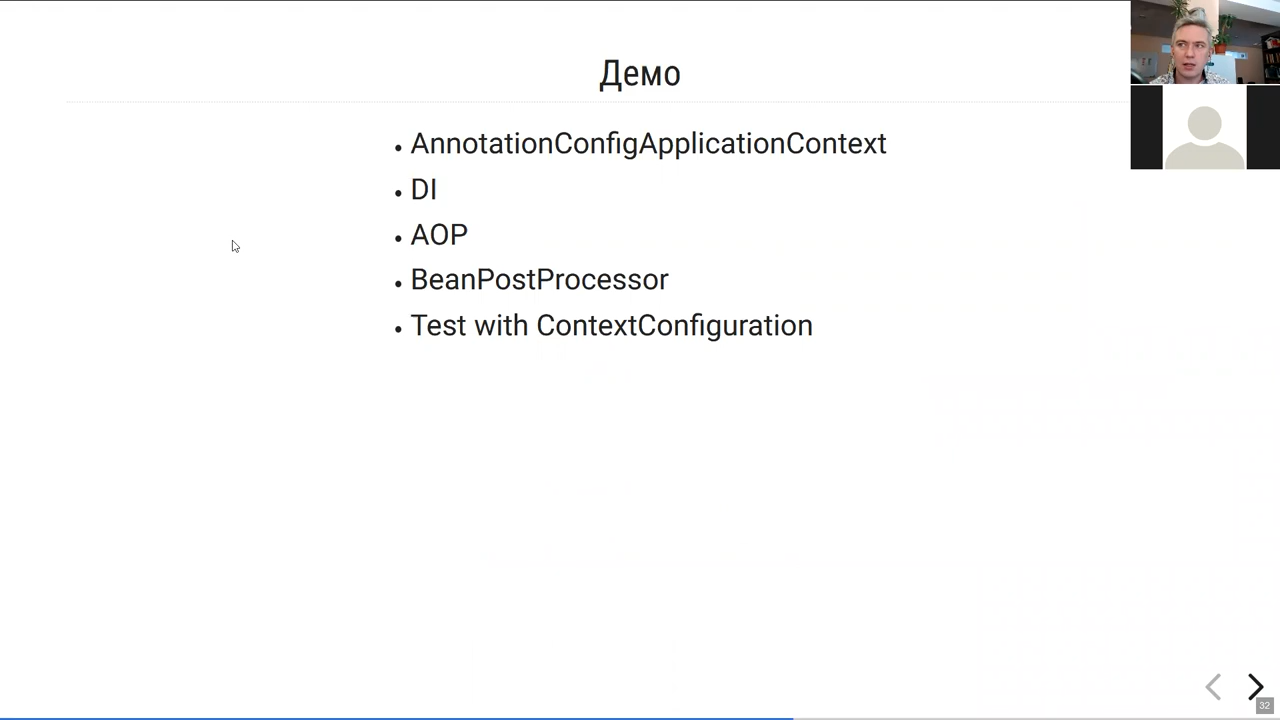 Демо
• AnnotationConfigApplicationContext
• DI
• AOP
• BeanPostProcessor
• Test with ContextConfiguration
32